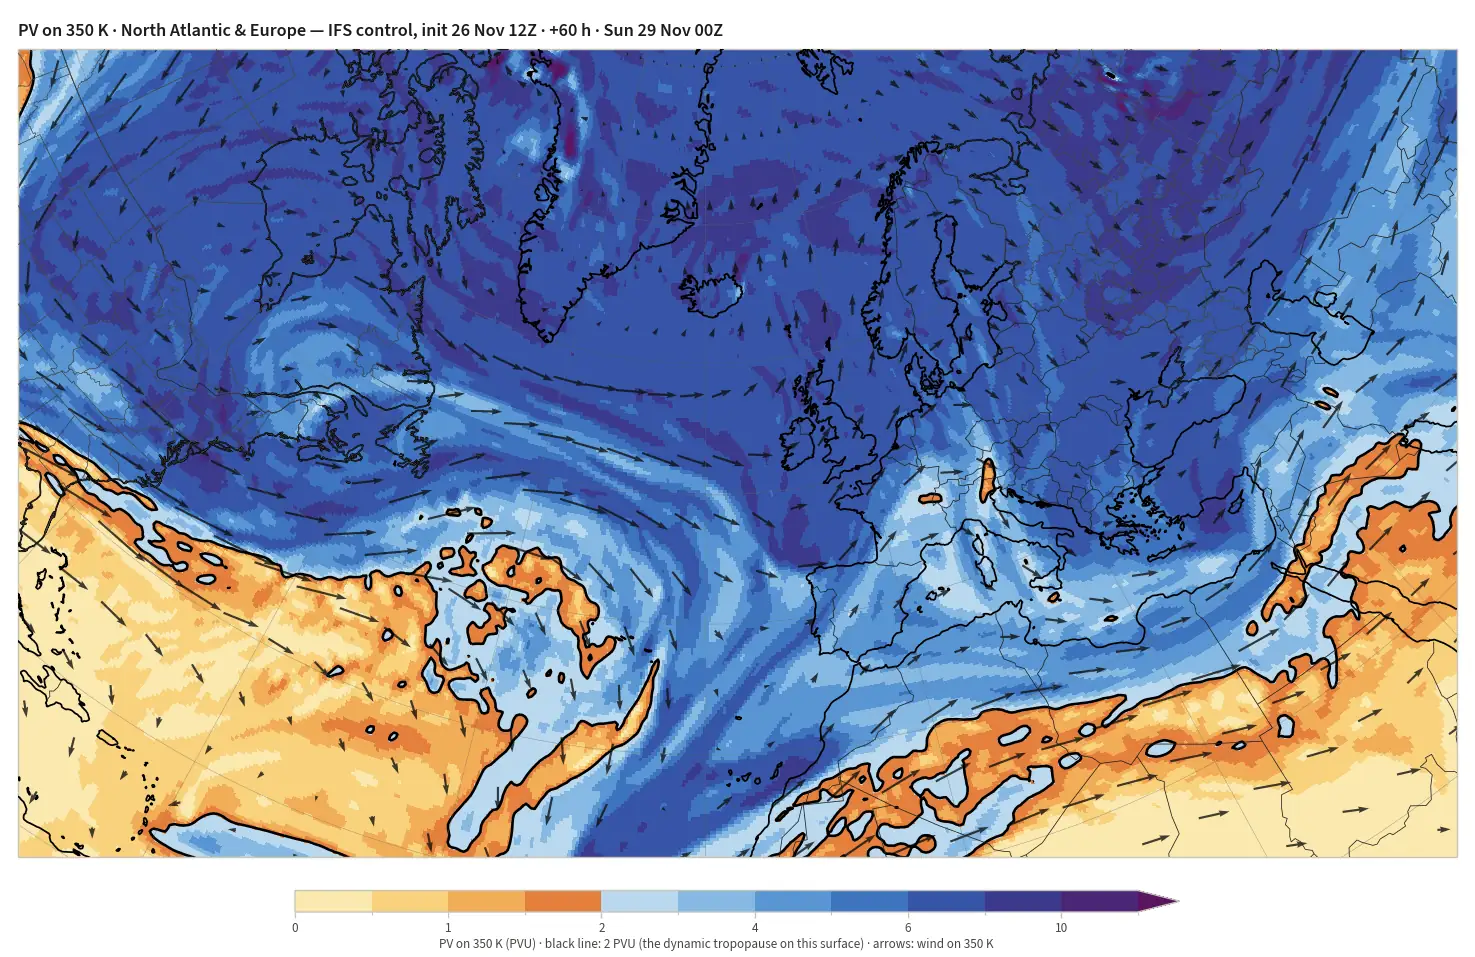 PV on 350 K · North Atlantic & Europe — IFS control, init 26 Nov 12Z · +60 h · Sun 29 Nov 00Z
0 1 2 4 6 10
PV on 350 K (PVU) · black line: 2 PVU (the dynamic tropopause on this surface) · arrows: wind on 350 K